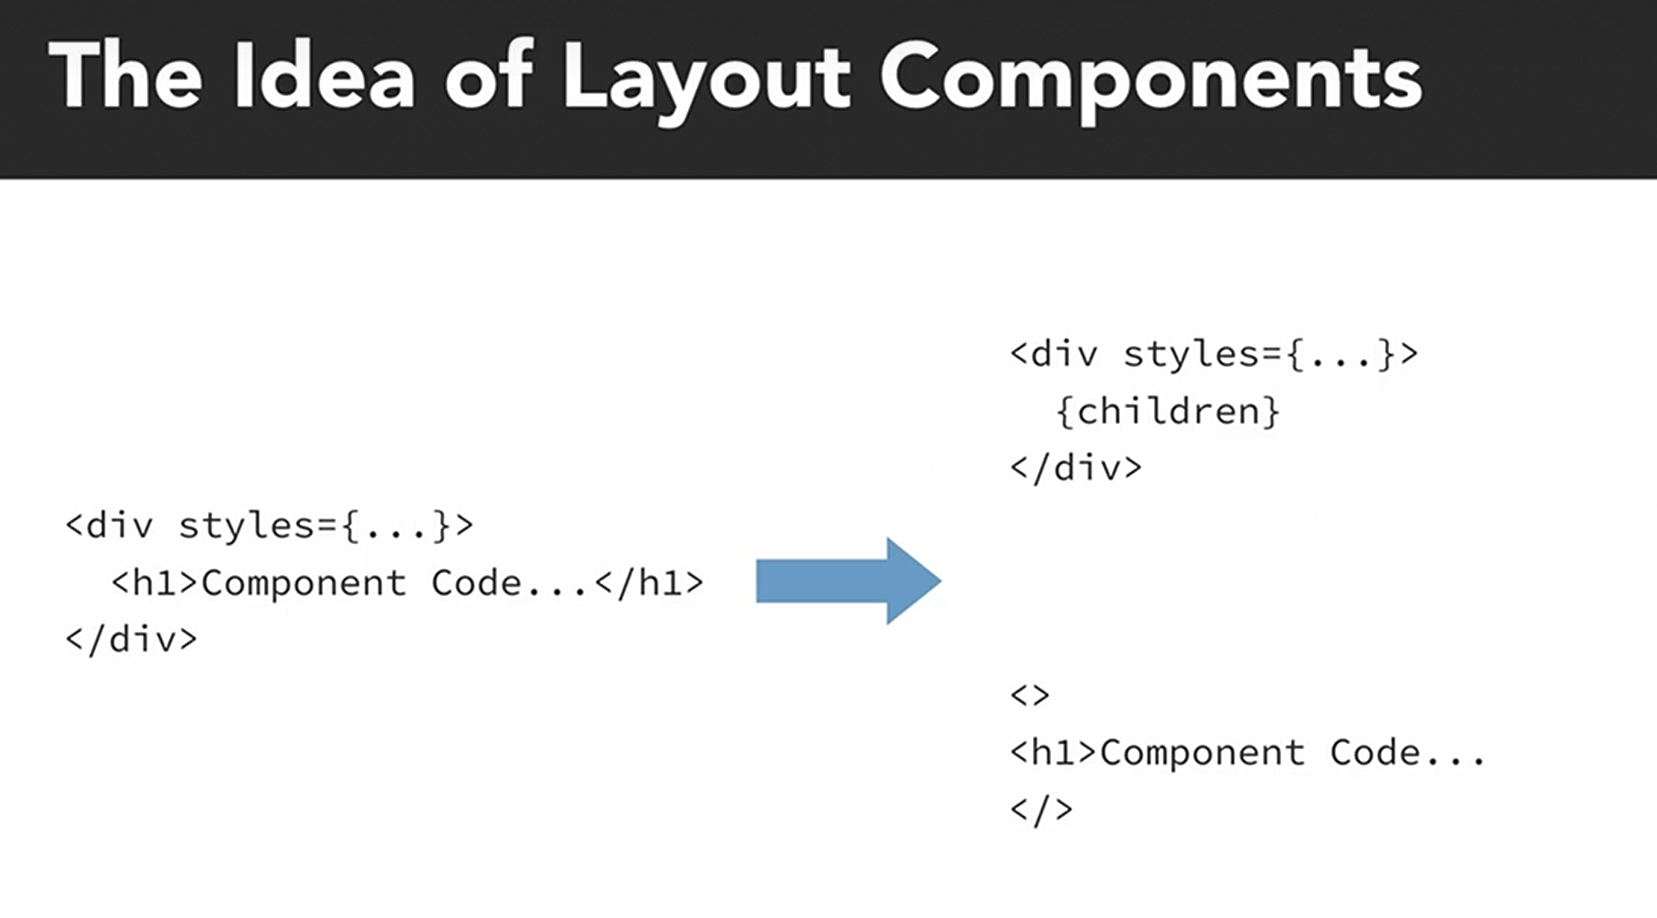 The Idea of Layout Components
<div styles={...}>
  <h1>Component Code...</h1>
</div>
<div styles={...}>
  {children}
</div>
<>
<h1>Component Code...
</>